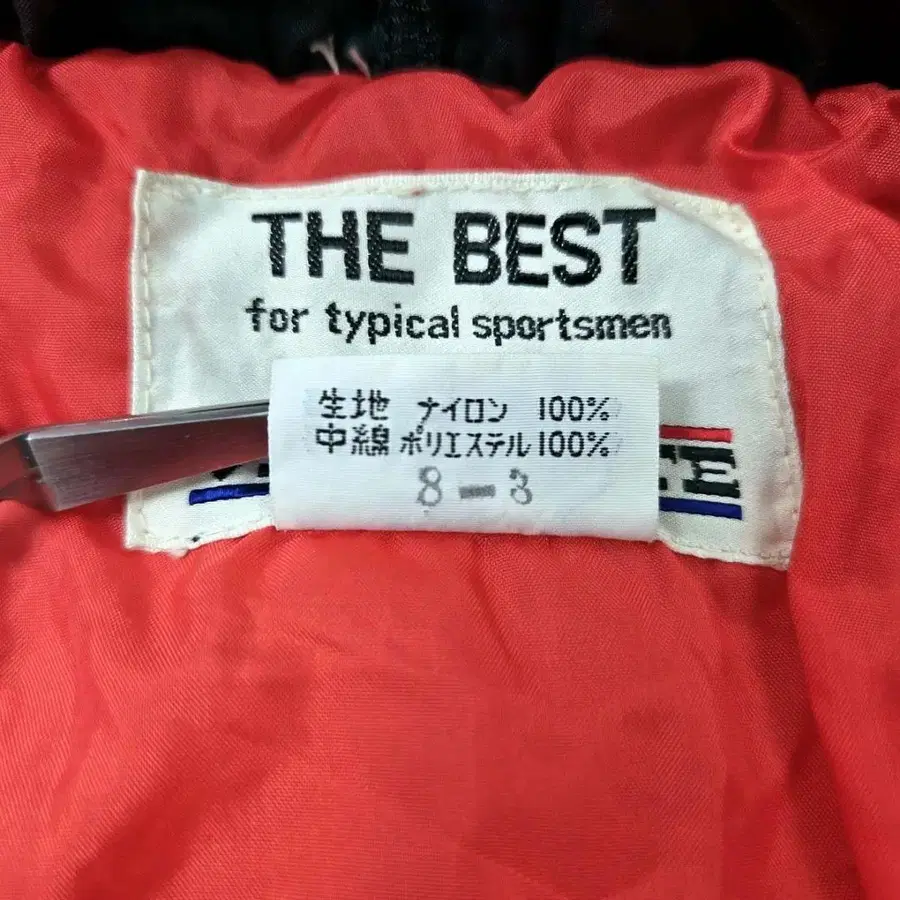 THE BEST
for typical sportsmen
生地 ナイロン 100%
中綿 ポリエステル 100%
8-3